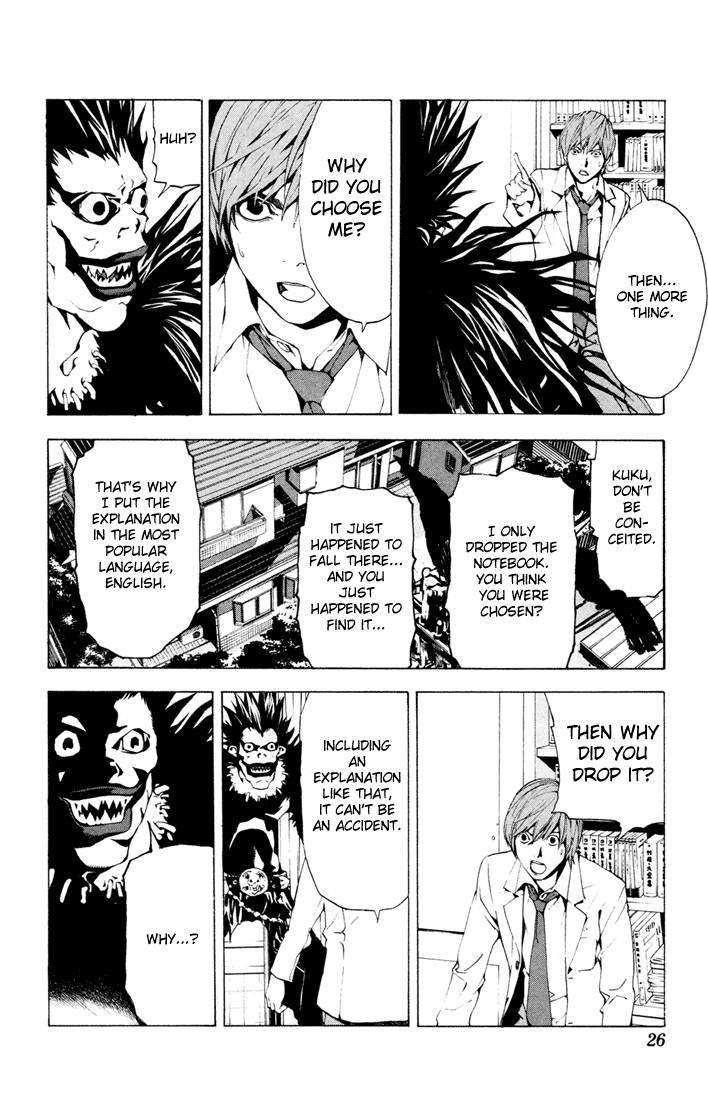 THEN...
ONE MORE
THING.
WHY
DID YOU
CHOOSE
ME?
HUH?
KUKU,
DON'T
BE
CON-
CEITED.
I ONLY
DROPPED THE
NOTEBOOK.
YOU THINK
YOU WERE
CHOSEN?
IT JUST
HAPPENED TO
FALL THERE...
AND YOU
JUST
HAPPENED TO
FIND IT...
THAT'S WHY
I PUT THE
EXPLANATION
IN THE MOST
POPULAR
LANGUAGE,
ENGLISH.
THEN WHY
DID YOU
DROP IT?
INCLUDING
AN
EXPLANATION
LIKE THAT,
IT CAN'T BE
AN ACCIDENT.
WHY...?
26